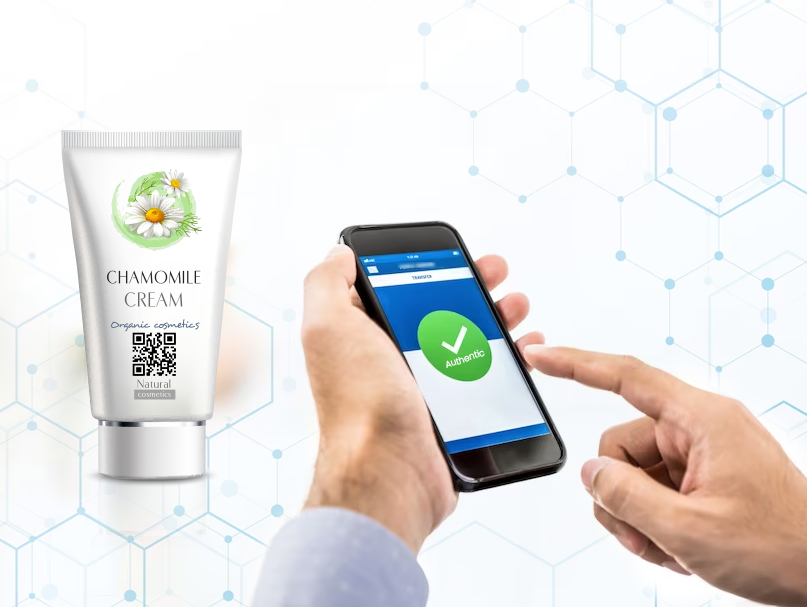 CHAMOMILE
CREAM
Organic cosmetics
Natural
cosmetics
TRANSFER
Authentic